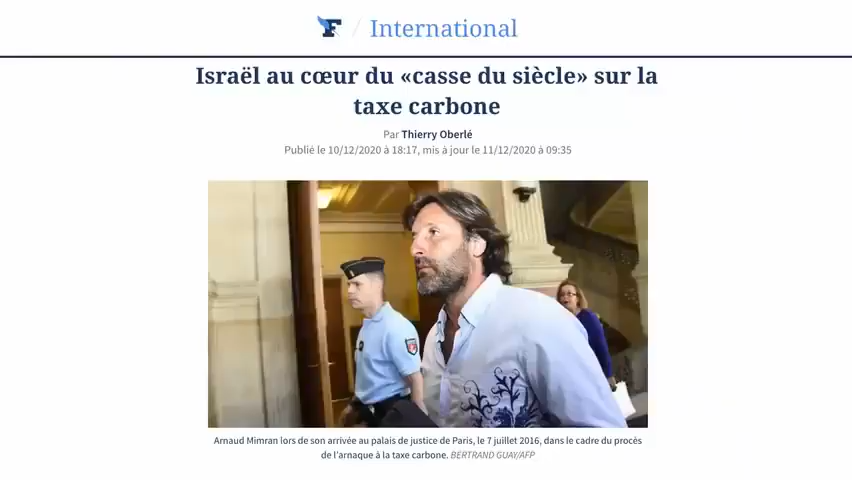 F / International
Israël au cœur du «casse du siècle» sur la
taxe carbone
Par Thierry Oberlé
Publié le 10/12/2020 à 18:17, mis à jour le 11/12/2020 à 09:35
Arnaud Mimran lors de son arrivée au palais de justice de Paris, le 7 juillet 2016, dans le cadre du procès
de l'arnaque à la taxe carbone. BERTRAND GUAY/AFP